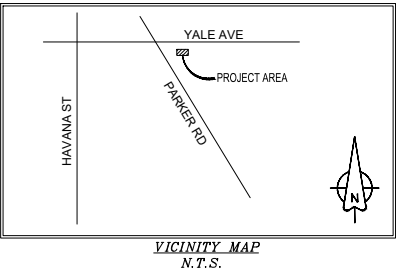 YALE AVE
PROJECT AREA
HAVANA ST
PARKER RD
N
VICINITY MAP
N.T.S.